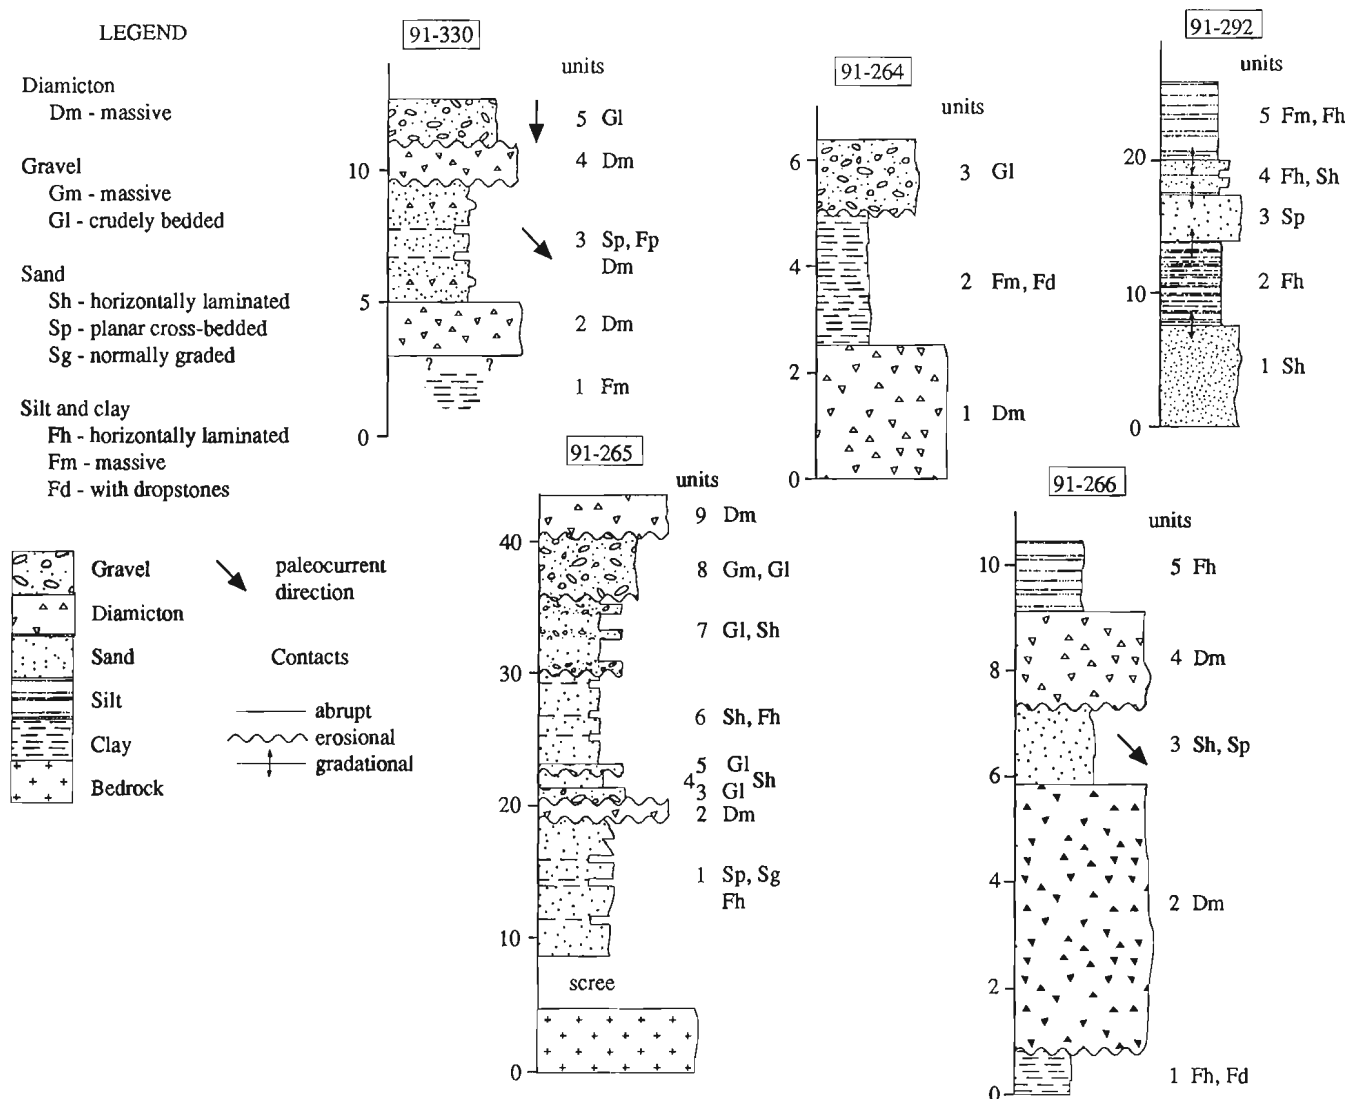 LEGEND
Diamicton
Dm - massive
Gravel
Gm - massive
Gl - crudely bedded
Sand
Sh - horizontally laminated
Sp - planar cross-bedded
Sg - normally graded
Silt and clay
Fh - horizontally laminated
Fm - massive
Fd - with dropstones
Gravel
Diamicton
Sand
Silt
Clay
Bedrock
paleocurrent
direction
Contacts
abrupt
erosional
gradational
91-330
units
5 Gl
4 Dm
3 Sp, Fp
Dm
2 Dm
1 Fm
? ?
10
5
0
91-264
units
3 Gl
2 Fm, Fd
1 Dm
6
4
2
0
91-292
units
5 Fm, Fh
4 Fh, Sh
3 Sp
2 Fh
1 Sh
20
10
0
91-265
units
9 Dm
8 Gm, Gl
7 Gl, Sh
6 Sh, Fh
5 Gl
4 Sh
3 Gl
2 Dm
1 Sp, Sg
Fh
scree
40
30
20
10
0
91-266
units
5 Fh
4 Dm
3 Sh, Sp
2 Dm
1 Fh, Fd
10
8
6
4
2
0